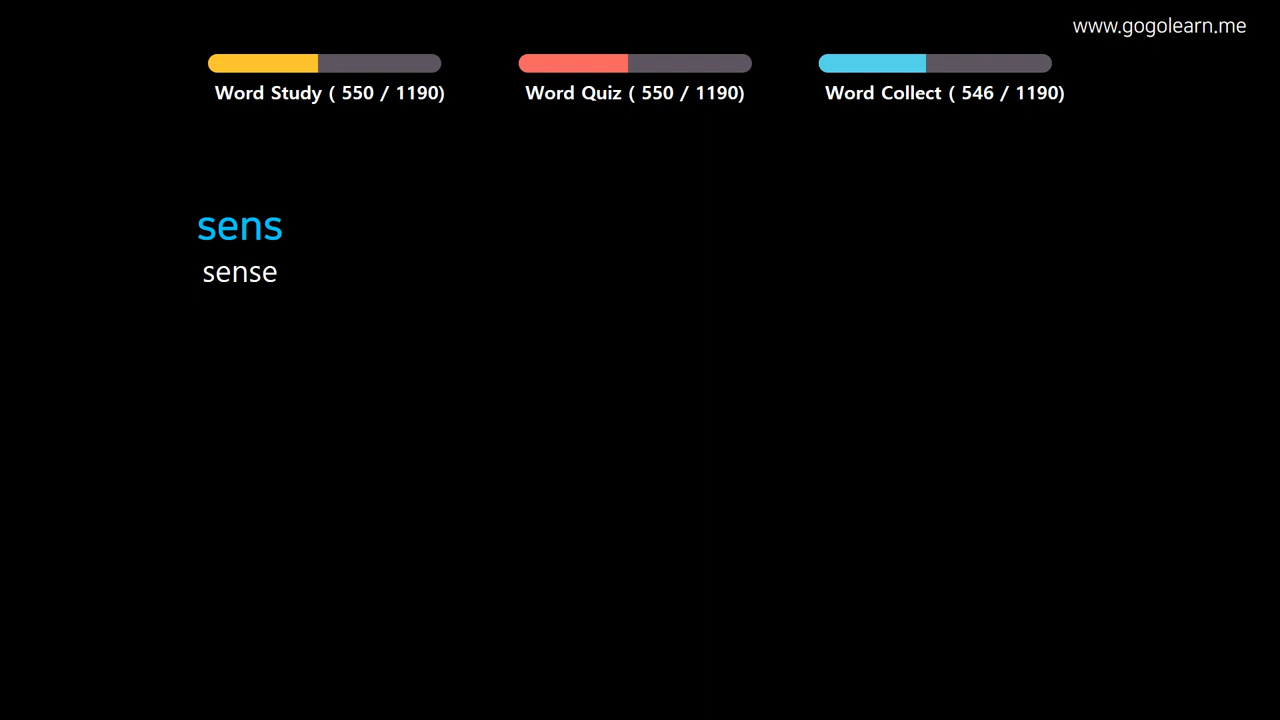 www.gogolearn.me
Word Study ( 550 / 1190)
Word Quiz ( 550 / 1190)
Word Collect ( 546 / 1190)
sens
sense